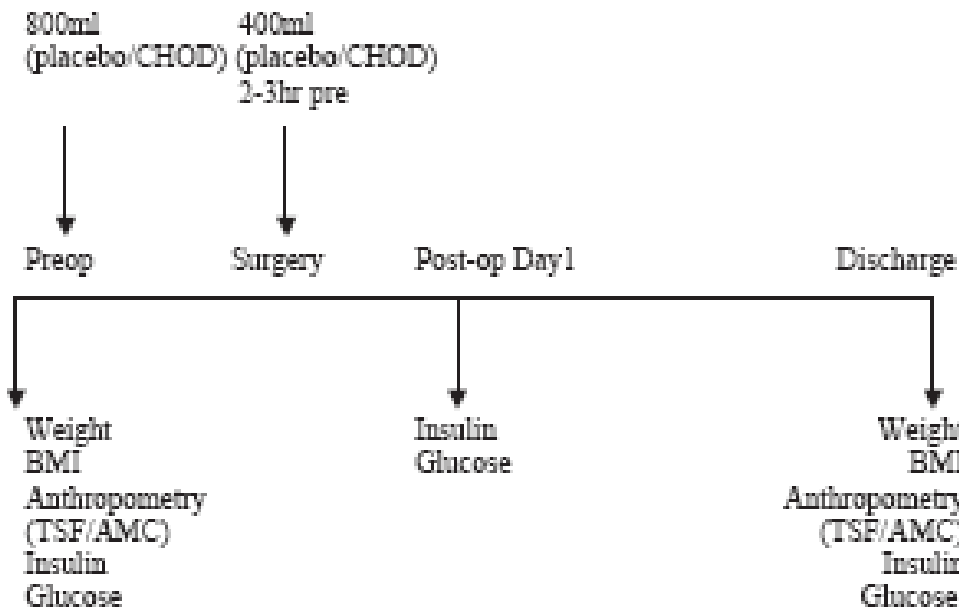 800ml
(placebo/CHOD)
400ml
(placebo/CHOD)
2-3hr pre
Preop
Surgery
Post-op Day1
Discharge
Weight
BMI
Anthropometry
(TSF/AMC)
Insulin
Glucose
Insulin
Glucose
Weight
BMI
Anthropometry
(TSF/AMC)
Insulin
Glucose